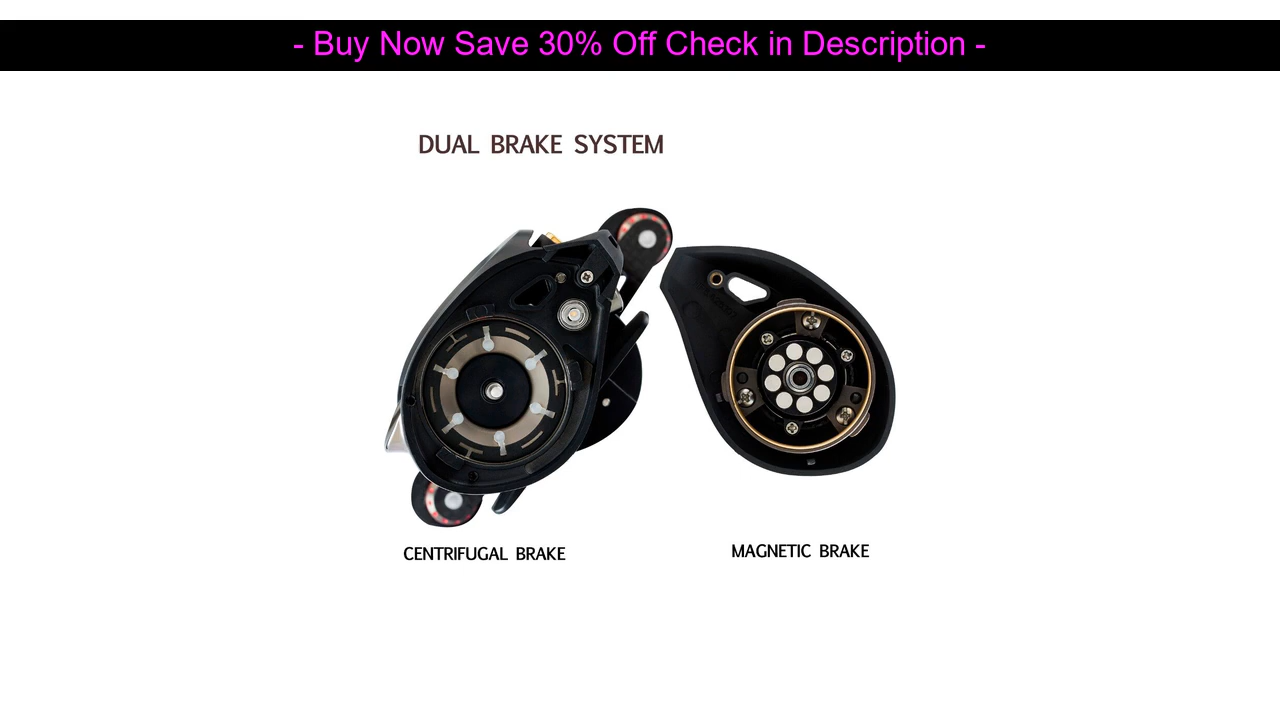 - Buy Now Save 30% Off Check in Description -
DUAL BRAKE SYSTEM
CENTRIFUGAL BRAKE
MAGNETIC BRAKE